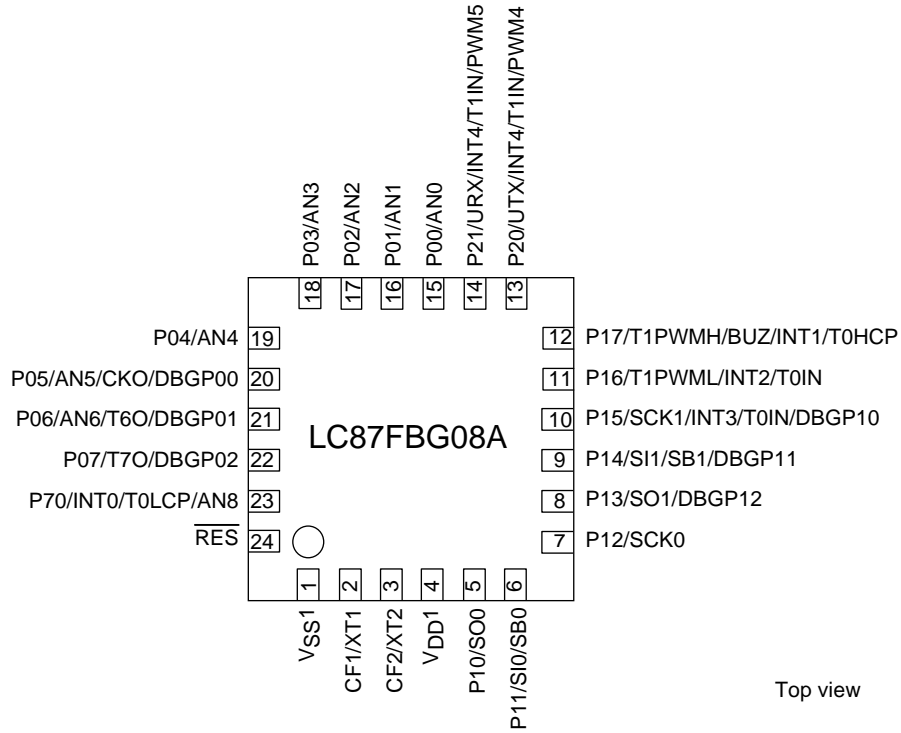 P03/AN3
P02/AN2
P01/AN1
P00/AN0
P21/URX/INT4/T1IN/PWM5
P20/UTX/INT4/T1IN/PWM4
18
17
16
15
14
13
P04/AN4 19
12 P17/T1PWMH/BUZ/INT1/T0HCP
P05/AN5/CKO/DBGP00 20
11 P16/T1PWML/INT2/T0IN
P06/AN6/T6O/DBGP01 21
10 P15/SCK1/INT3/T0IN/DBGP10
LC87FBG08A
P07/T7O/DBGP02 22
9 P14/SI1/SB1/DBGP11
P70/INT0/T0LCP/AN8 23
8 P13/SO1/DBGP12
RES 24
7 P12/SCK0
1
2
3
4
5
6
VSS1
CF1/XT1
CF2/XT2
VDD1
P10/SO0
P11/SI0/SB0
Top view